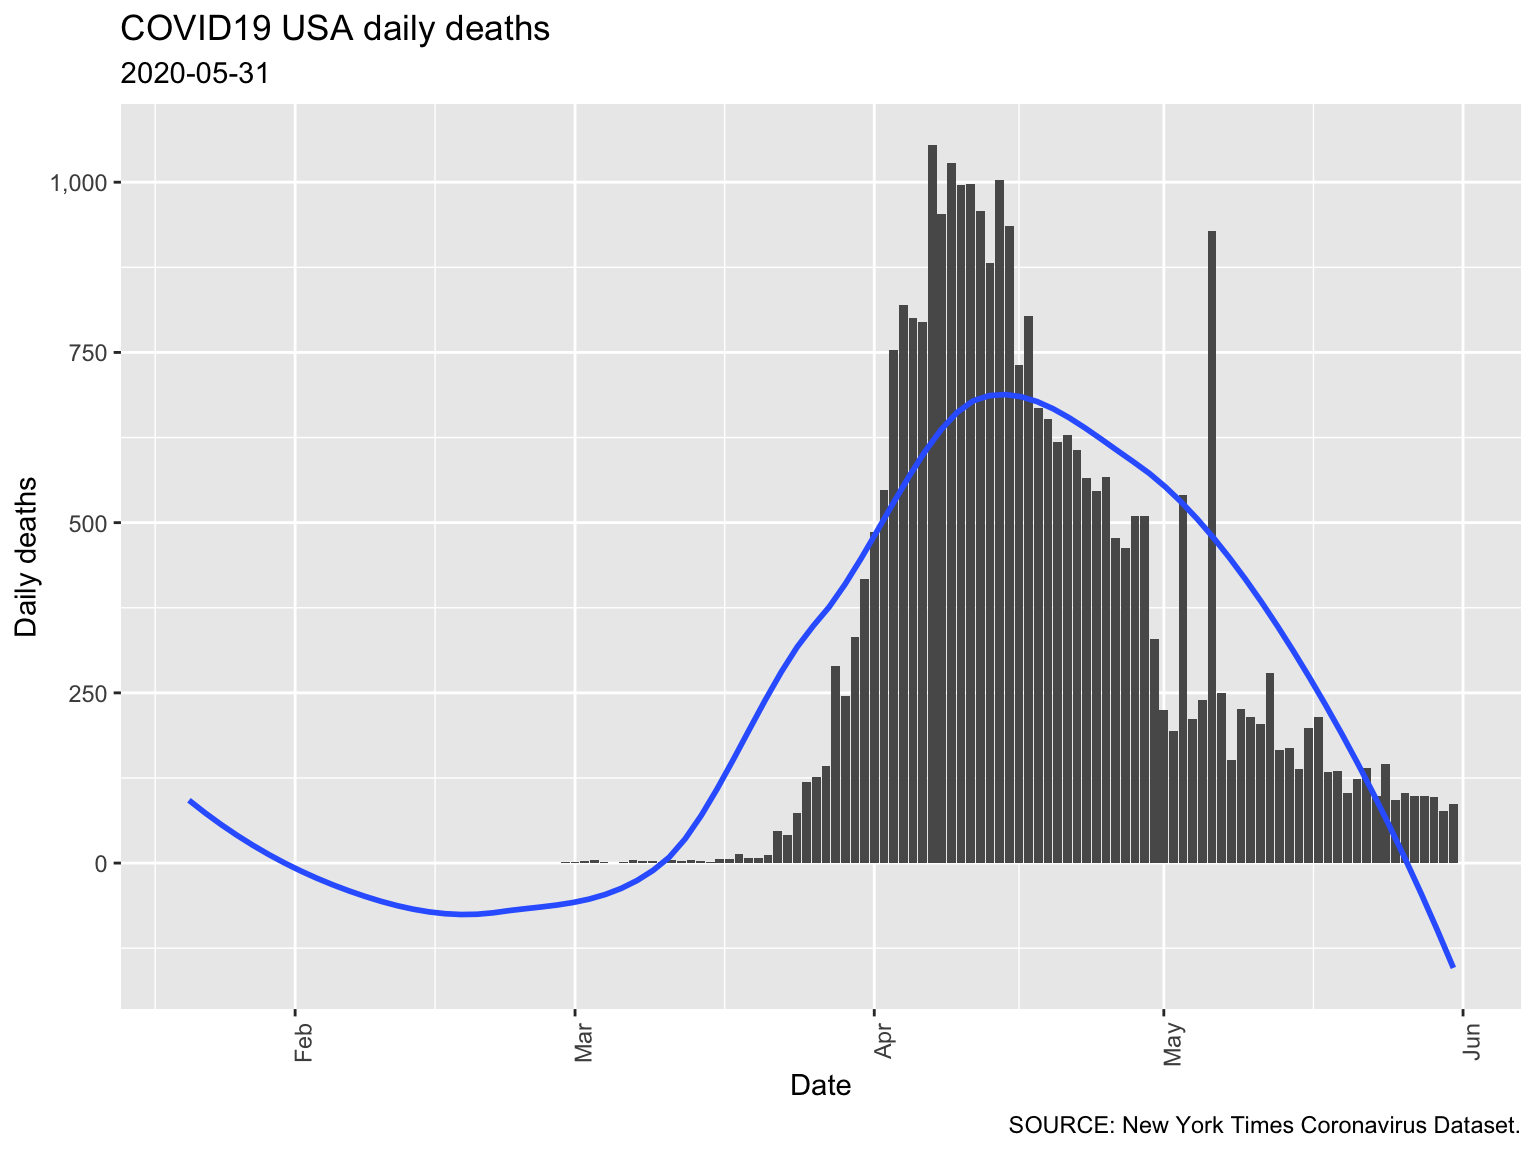 COVID19 USA daily deaths
2020-05-31
1,000
750
500
250
0
Daily deaths
Feb
Mar
Apr
May
Jun
Date
SOURCE: New York Times Coronavirus Dataset.